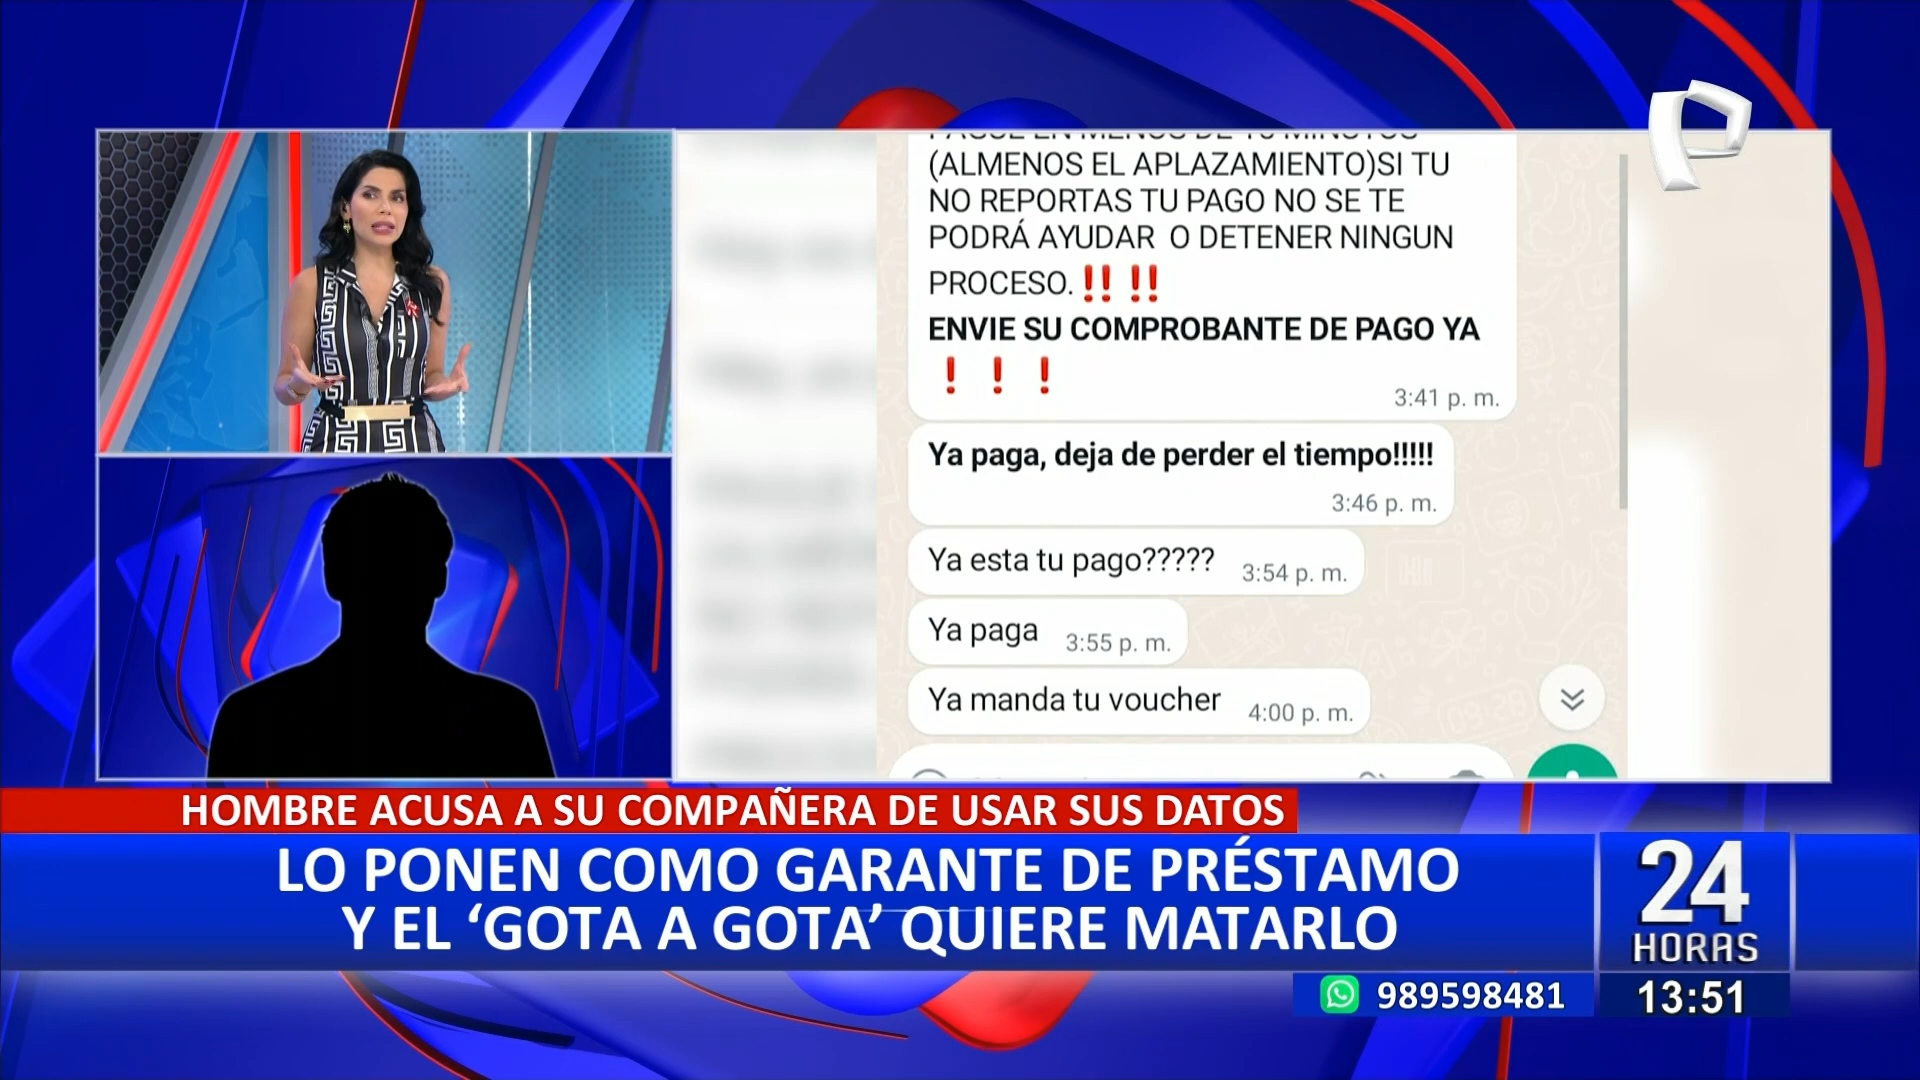 (ALMENOS EL APLAZAMIENTO)SI TU
NO REPORTAS TU PAGO NO SE TE
PODRÁ AYUDAR  O DETENER NINGUN
PROCESO.‼️ ‼️
ENVIE SU COMPROBANTE DE PAGO YA
❗ ❗ ❗
3:41 p. m.
Ya paga, deja de perder el tiempo!!!!!
3:46 p. m.
Ya esta tu pago????? 3:54 p. m.
Ya paga 3:55 p. m.
Ya manda tu voucher 4:00 p. m.
HOMBRE ACUSA A SU COMPAÑERA DE USAR SUS DATOS
LO PONEN COMO GARANTE DE PRÉSTAMO
Y EL ‘GOTA A GOTA’ QUIERE MATARLO
24
HORAS
989598481
13:51